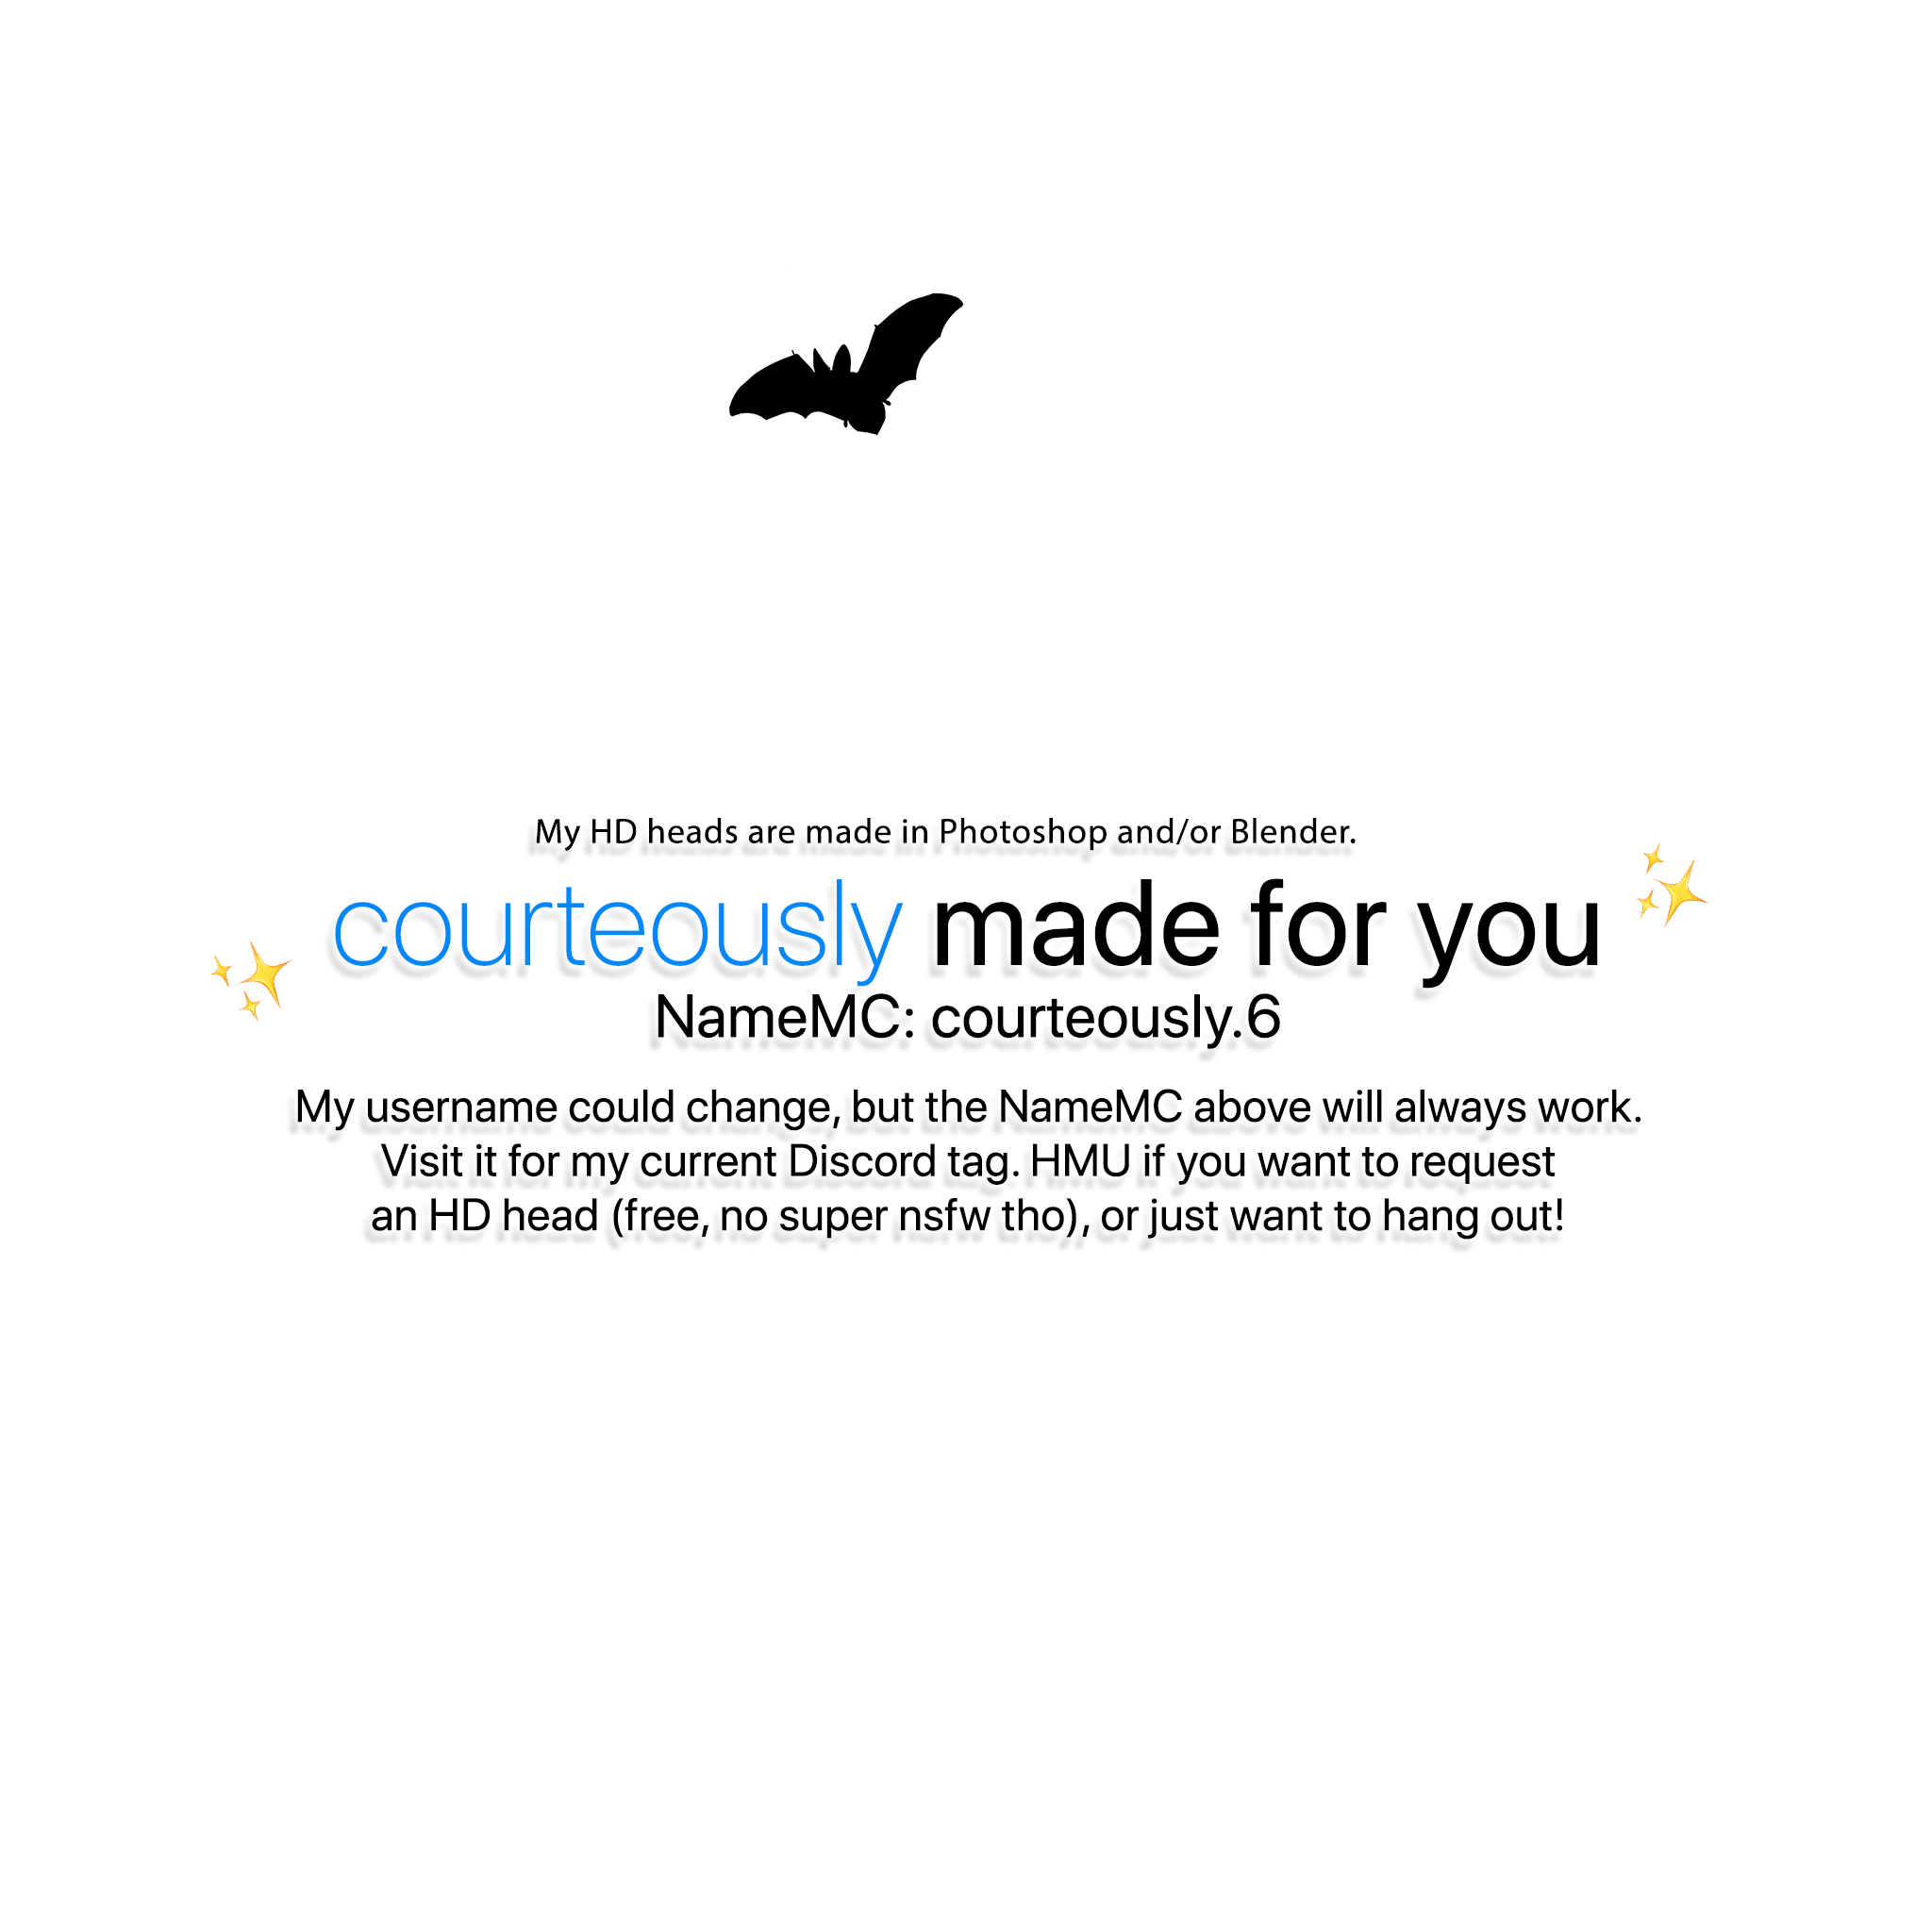 My HD heads are made in Photoshop and/or Blender.
courteously made for you
NameMC: courteously.6
My username could change, but the NameMC above will always work.
Visit it for my current Discord tag. HMU if you want to request
an HD head (free, no super nsfw tho), or just want to hang out!